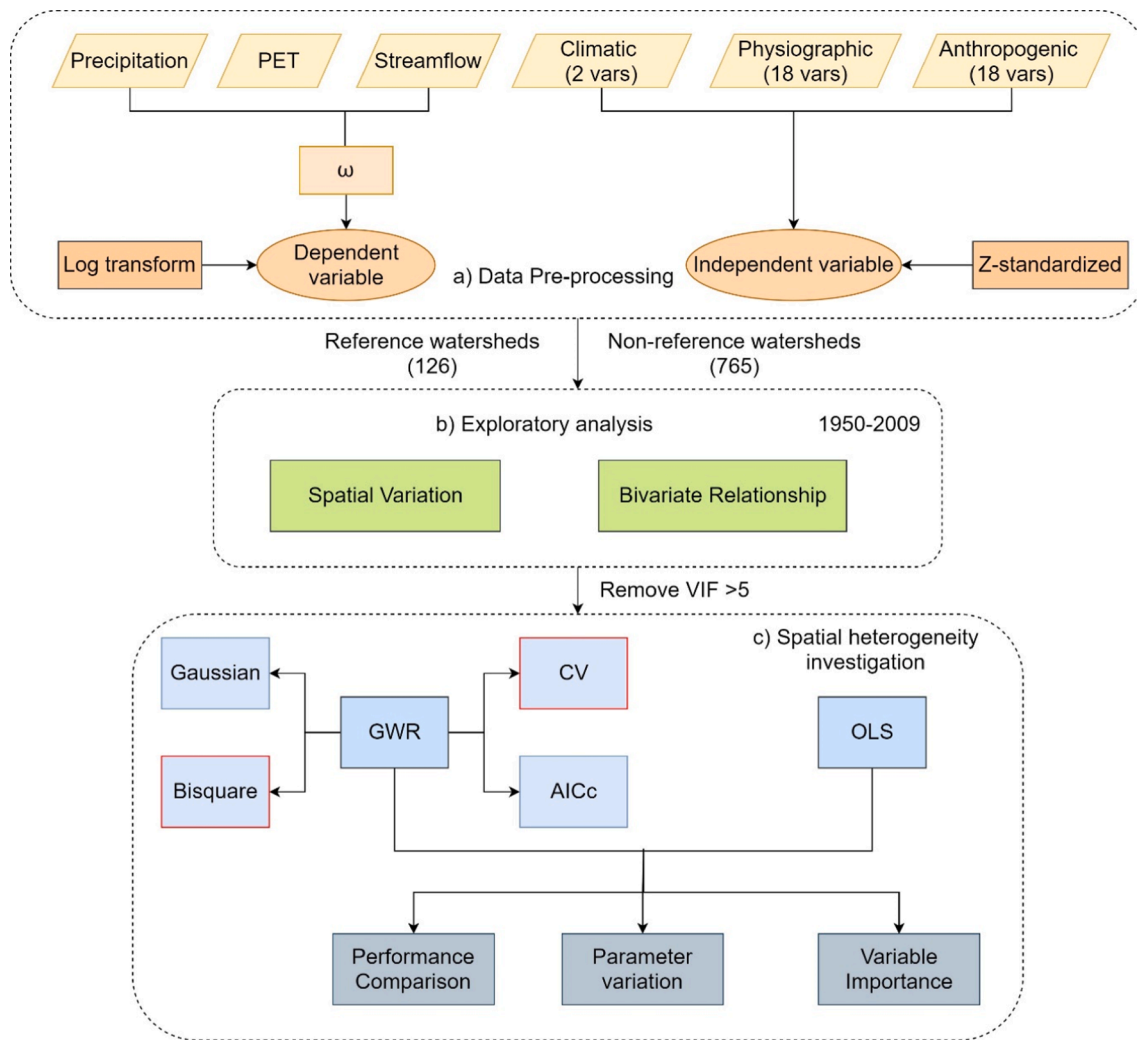 Precipitation
PET
Streamflow
Climatic
(2 vars)
Physiographic
(18 vars)
Anthropogenic
(18 vars)
ω
Log transform
Dependent
variable
Independent variable
Z-standardized
a) Data Pre-processing
Reference watersheds
(126)
Non-reference watersheds
(765)
b) Exploratory analysis
1950-2009
Spatial Variation
Bivariate Relationship
Remove VIF >5
c) Spatial heterogeneity
investigation
Gaussian
CV
GWR
OLS
Bisquare
AICc
Performance
Comparison
Parameter
variation
Variable
Importance